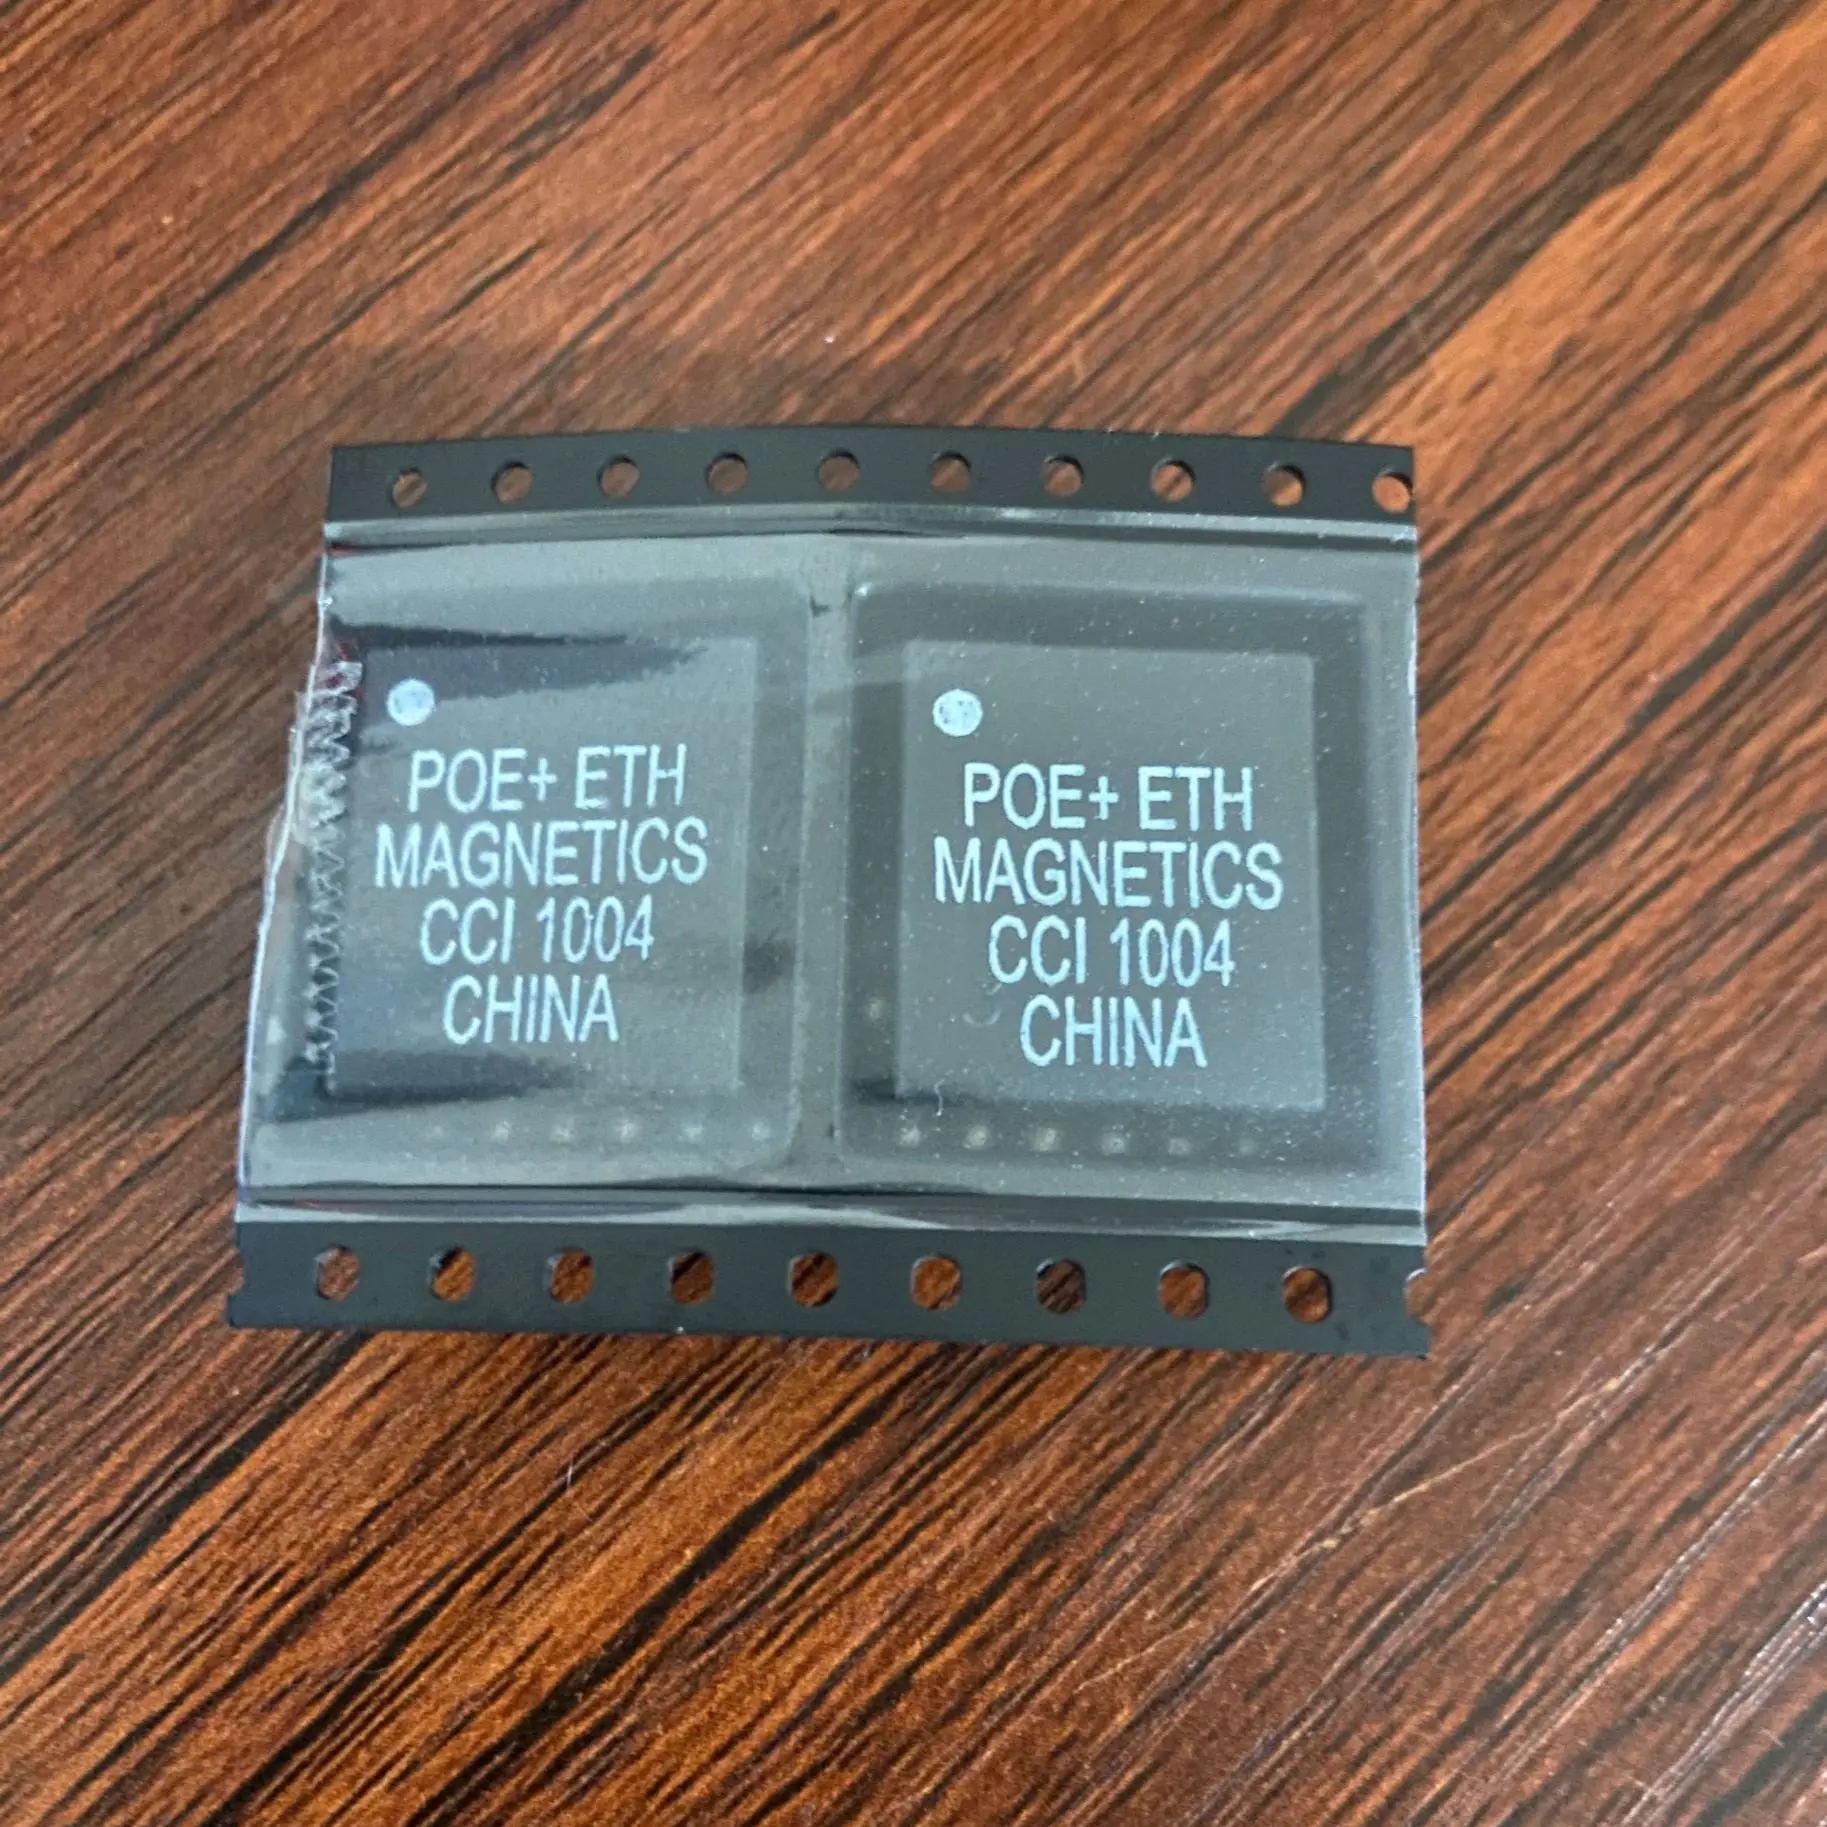 POE+ ETH
MAGNETICS
CCI 1004
CHINA
POE+ ETH
MAGNETICS
CCI 1004
CHINA